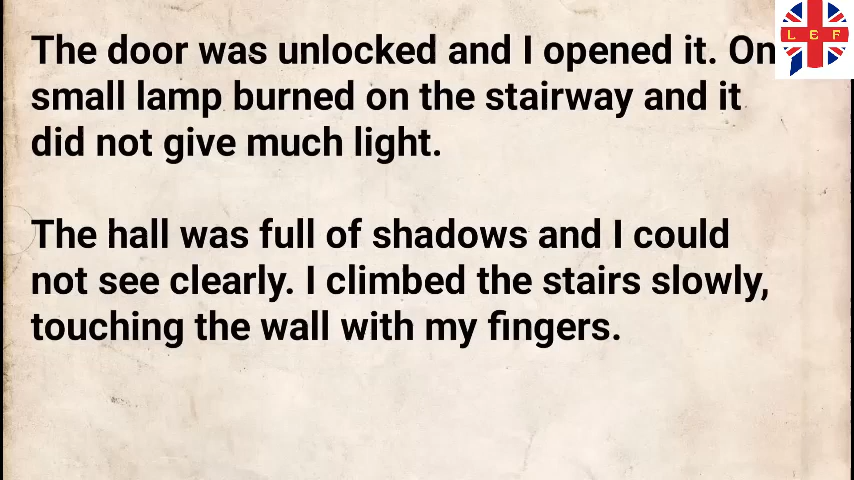 The door was unlocked and I opened it. On
small lamp burned on the stairway and it
did not give much light.
The hall was full of shadows and I could
not see clearly. I climbed the stairs slowly,
touching the wall with my fingers.
LEF